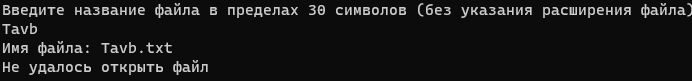 Введите название файла в пределах 30 символов (без указания расширения файла)
Tavb
Имя файла: Tavb.txt
Не удалось открыть файл